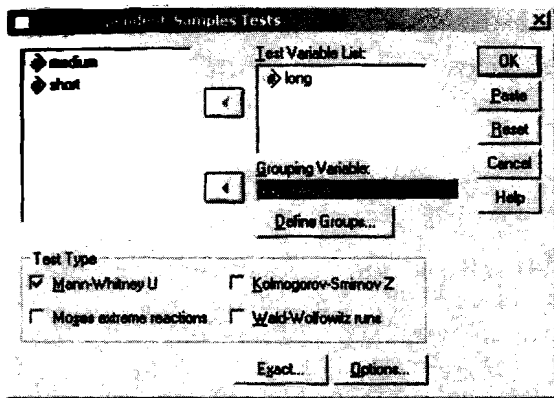 Samples Tests
medium
short
Test Variable List:
long
Grouping Variable:
Define Groups...
OK
Paste
Reset
Cancel
Help
Test Type
Mann-Whitney U
Kolmogorov-Smirnov Z
Moses extreme reactions
Wald-Wolfowitz runs
Exact...
Options...